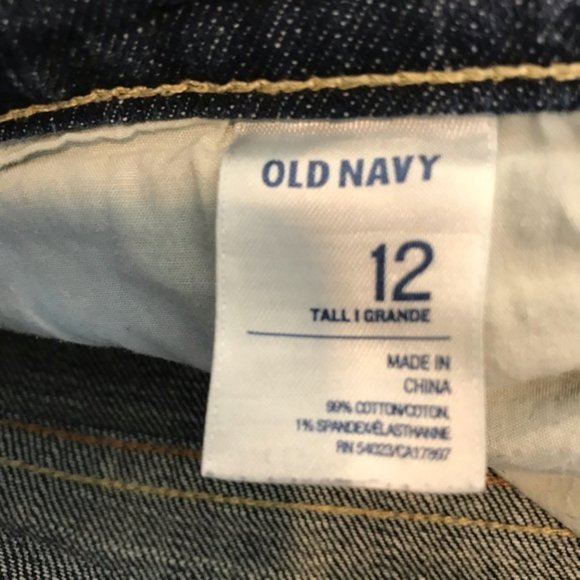 OLD NAVY
12
TALL | GRANDE
MADE IN
CHINA
99% COTTON/COTON,
1% SPANDEX/ÉLASTHANNE
RN 54023/CA17897